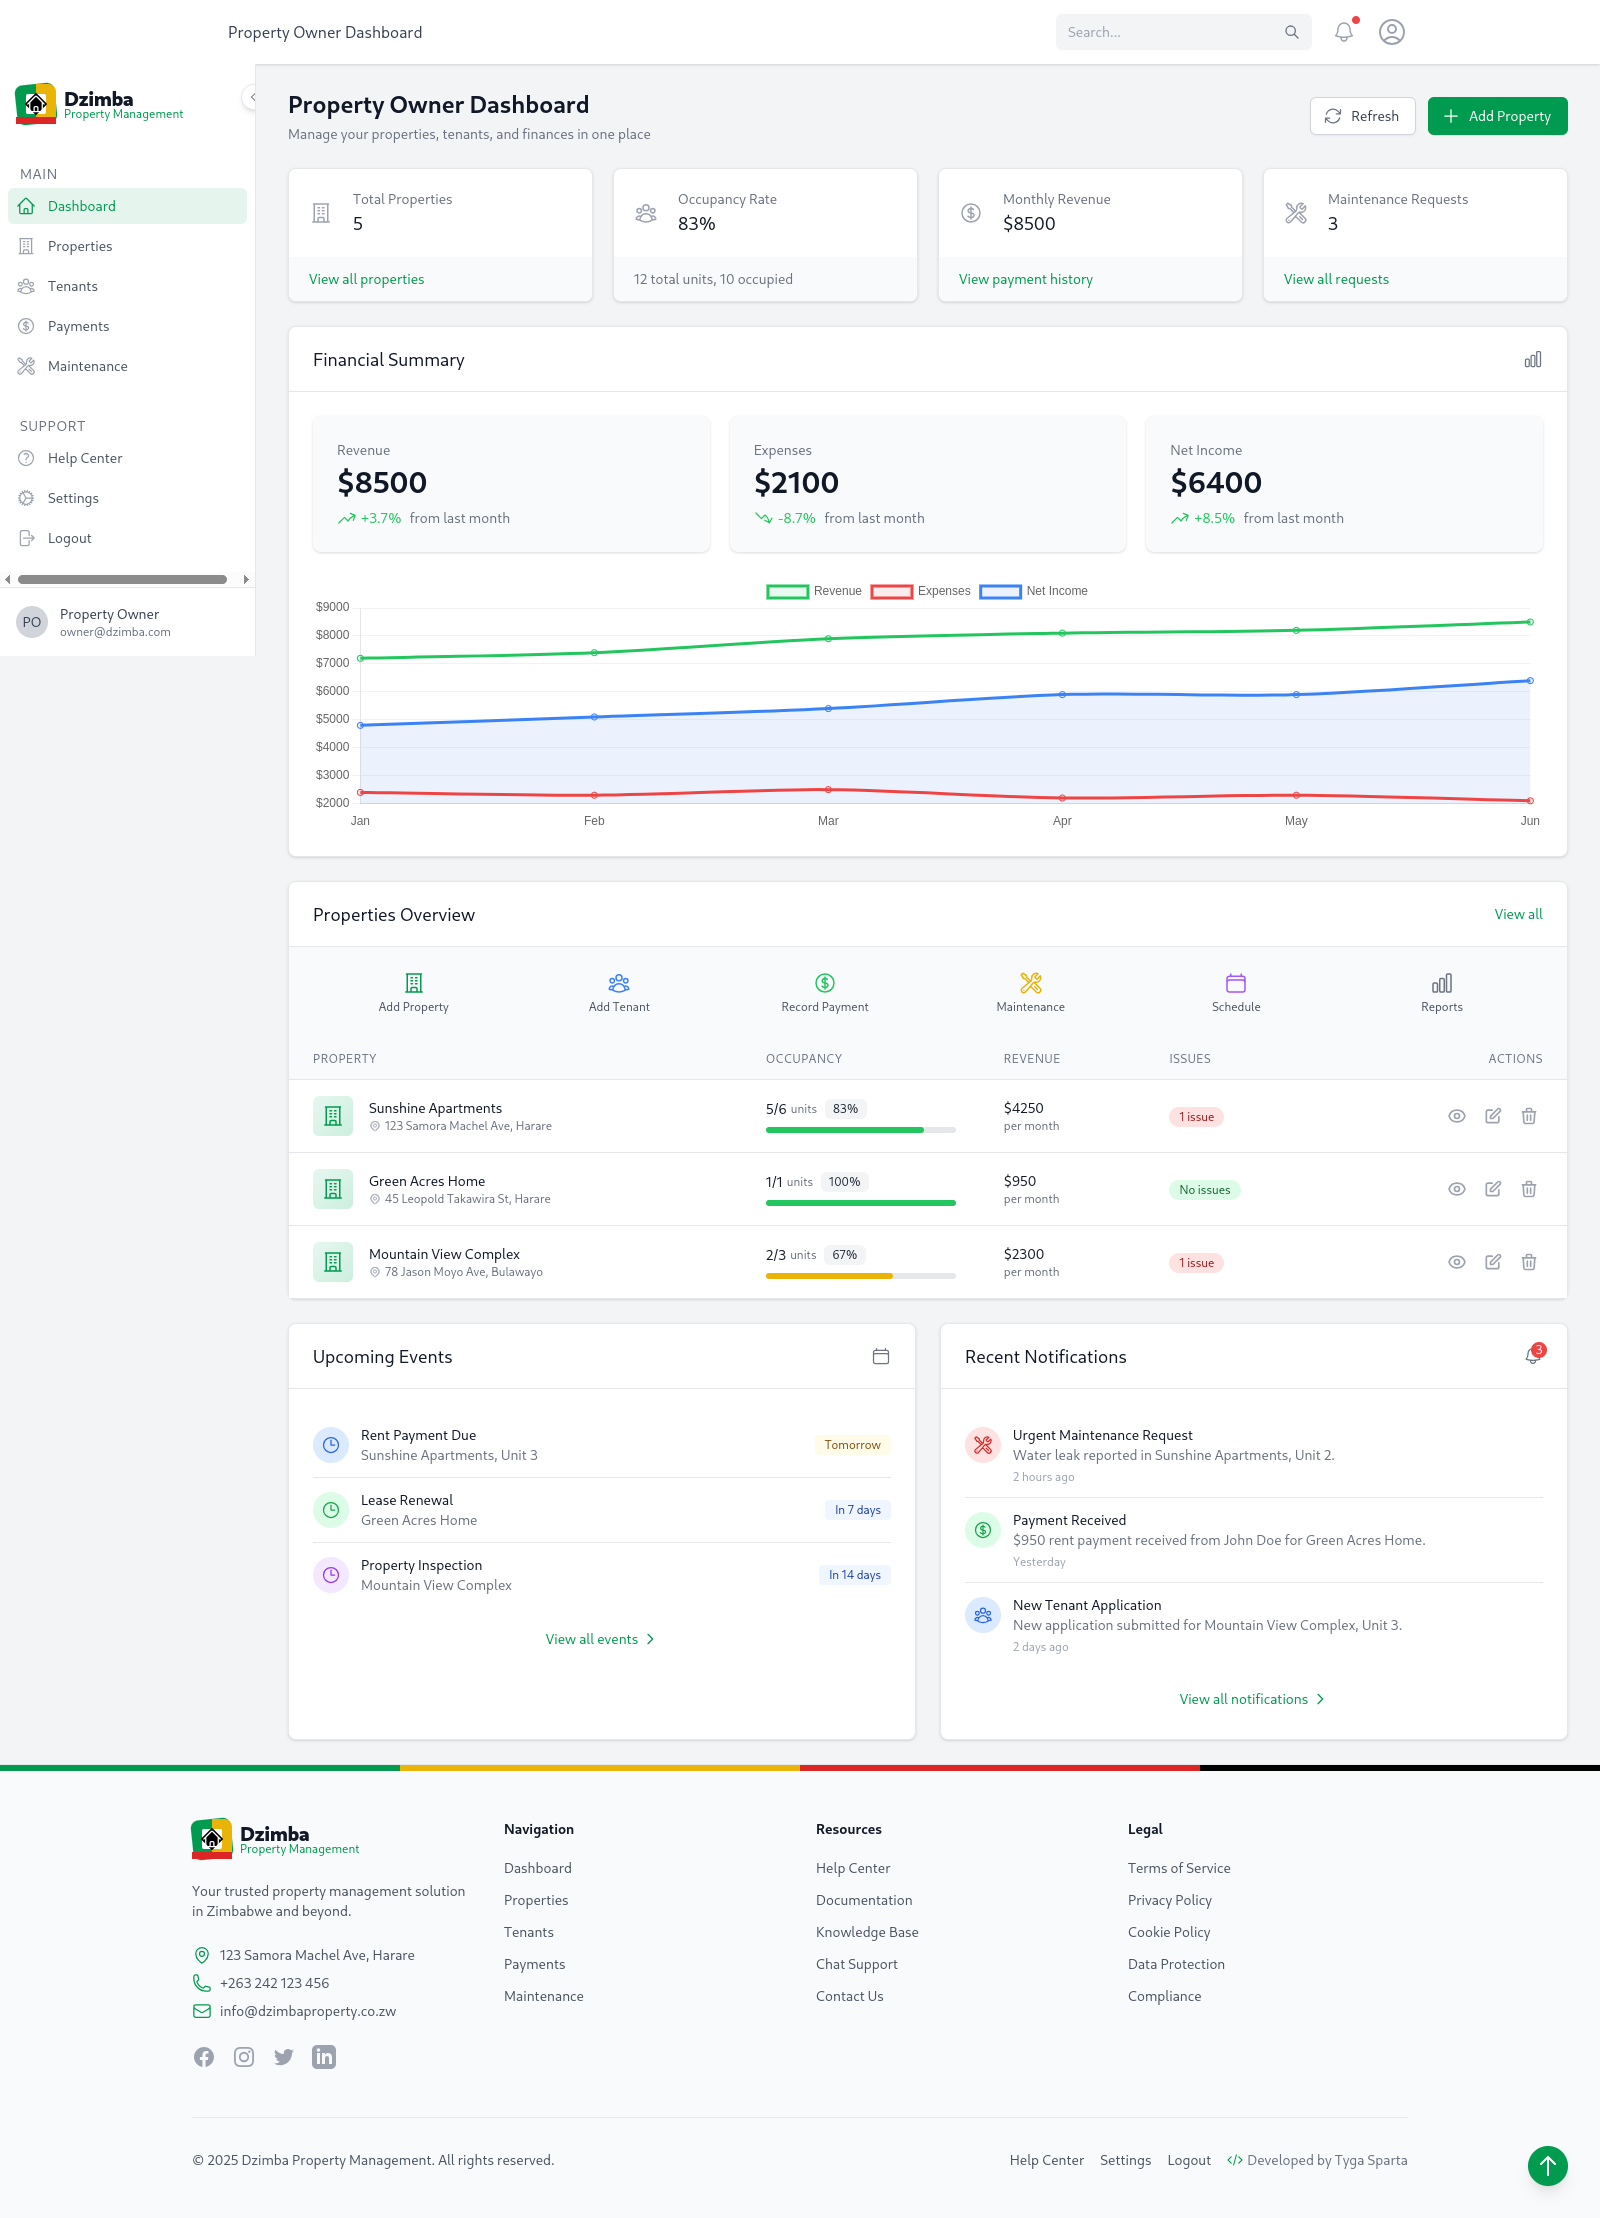 Property Owner Dashboard
Search...
Dzimba
Property Management
MAIN
Dashboard
Properties
Tenants
Payments
Maintenance
SUPPORT
Help Center
Settings
Logout
PO
Property Owner
owner@dzimba.com
Property Owner Dashboard
Manage your properties, tenants, and finances in one place
Refresh
Add Property
Total Properties
5
View all properties
Occupancy Rate
83%
12 total units, 10 occupied
Monthly Revenue
$8500
View payment history
Maintenance Requests
3
View all requests
Financial Summary
Revenue
$8500
+3.7% from last month
Expenses
$2100
-8.7% from last month
Net Income
$6400
+8.5% from last month
Revenue Expenses Net Income
$9000
$8000
$7000
$6000
$5000
$4000
$3000
$2000
Jan Feb Mar Apr May Jun
Properties Overview
View all
Add Property
Add Tenant
Record Payment
Maintenance
Schedule
Reports
PROPERTY OCCUPANCY REVENUE ISSUES ACTIONS
Sunshine Apartments
123 Samora Machel Ave, Harare
5/6 units 83%
$4250
per month
1 issue
Green Acres Home
45 Leopold Takawira St, Harare
1/1 units 100%
$950
per month
No issues
Mountain View Complex
78 Jason Moyo Ave, Bulawayo
2/3 units 67%
$2300
per month
1 issue
Upcoming Events
Rent Payment Due
Sunshine Apartments, Unit 3
Tomorrow
Lease Renewal
Green Acres Home
In 7 days
Property Inspection
Mountain View Complex
In 14 days
View all events
Recent Notifications
3
Urgent Maintenance Request
Water leak reported in Sunshine Apartments, Unit 2.
2 hours ago
Payment Received
$950 rent payment received from John Doe for Green Acres Home.
Yesterday
New Tenant Application
New application submitted for Mountain View Complex, Unit 3.
2 days ago
View all notifications
Dzimba
Property Management
Your trusted property management solution
in Zimbabwe and beyond.
123 Samora Machel Ave, Harare
+263 242 123 456
info@dzimbaproperty.co.zw
Navigation
Dashboard
Properties
Tenants
Payments
Maintenance
Resources
Help Center
Documentation
Knowledge Base
Chat Support
Contact Us
Legal
Terms of Service
Privacy Policy
Cookie Policy
Data Protection
Compliance
© 2025 Dzimba Property Management. All rights reserved.
Help Center Settings Logout Developed by Tyga Sparta